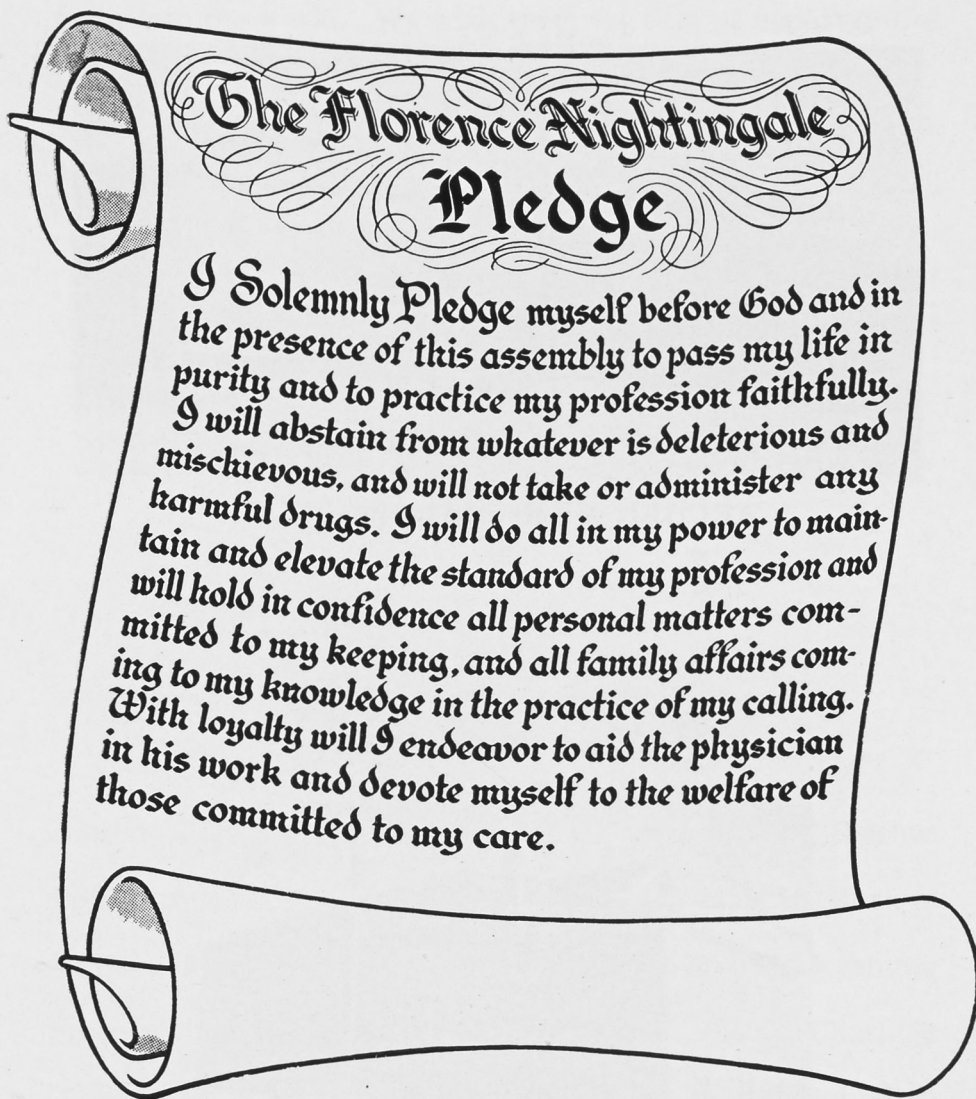 The Florence Nightingale
Pledge
I Solemnly Pledge myself before God and in
the presence of this assembly to pass my life in
purity and to practice my profession faithfully.
I will abstain from whatever is deleterious and
mischievous, and will not take or administer any
harmful drugs. I will do all in my power to main-
tain and elevate the standard of my profession and
will hold in confidence all personal matters com-
mitted to my keeping, and all family affairs com-
ing to my knowledge in the practice of my calling.
With loyalty will I endeavor to aid the physician
in his work and devote myself to the welfare of
those committed to my care.